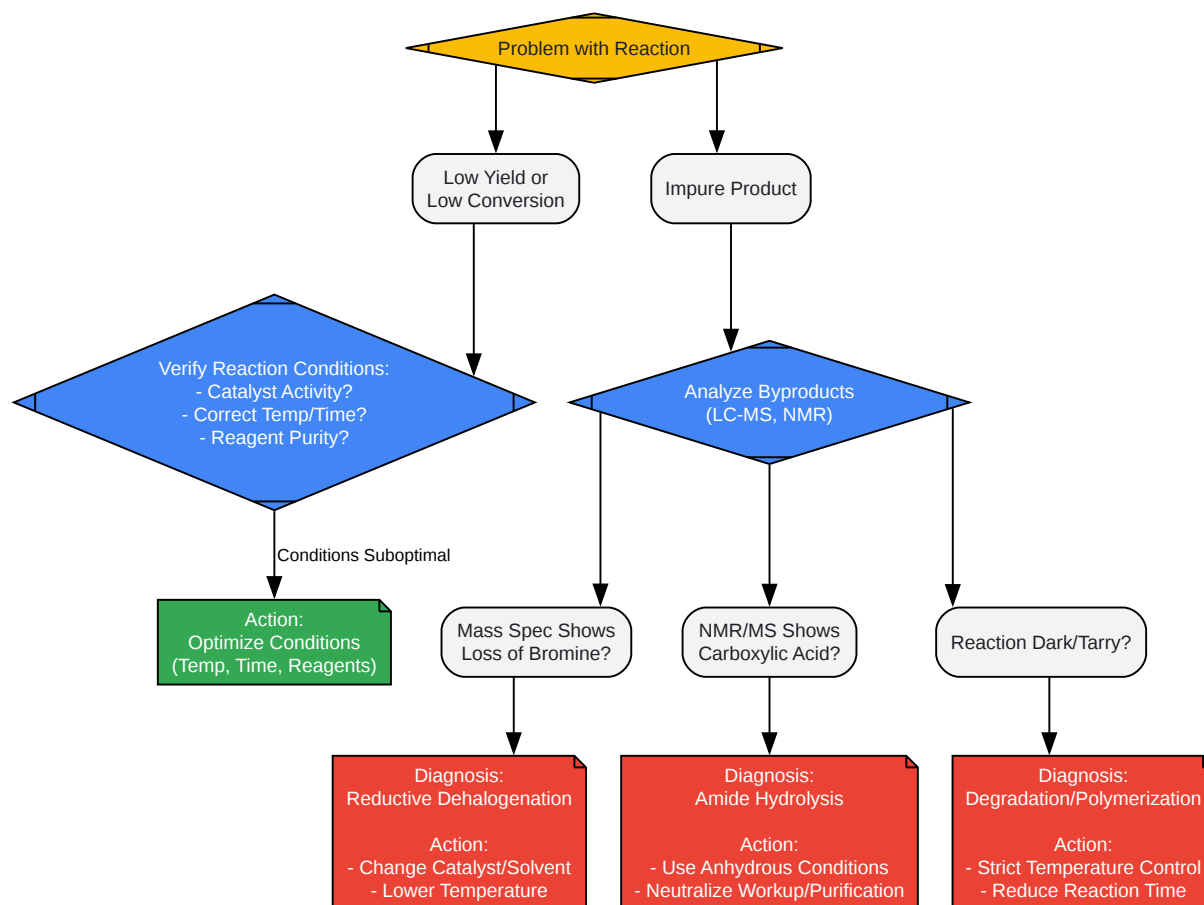 Problem with Reaction
Low Yield or
Low Conversion
Impure Product
Verify Reaction Conditions:
- Catalyst Activity?
- Correct Temp/Time?
- Reagent Purity?
Analyze Byproducts
(LC-MS, NMR)
Conditions Suboptimal
Action:
Optimize Conditions
(Temp, Time, Reagents)
Mass Spec Shows
Loss of Bromine?
NMR/MS Shows
Carboxylic Acid?
Reaction Dark/Tarry?
Diagnosis:
Reductive Dehalogenation
Action:
- Change Catalyst/Solvent
- Lower Temperature
Diagnosis:
Amide Hydrolysis
Action:
- Use Anhydrous Conditions
- Neutralize Workup/Purification
Diagnosis:
Degradation/Polymerization
Action:
- Strict Temperature Control
- Reduce Reaction Time